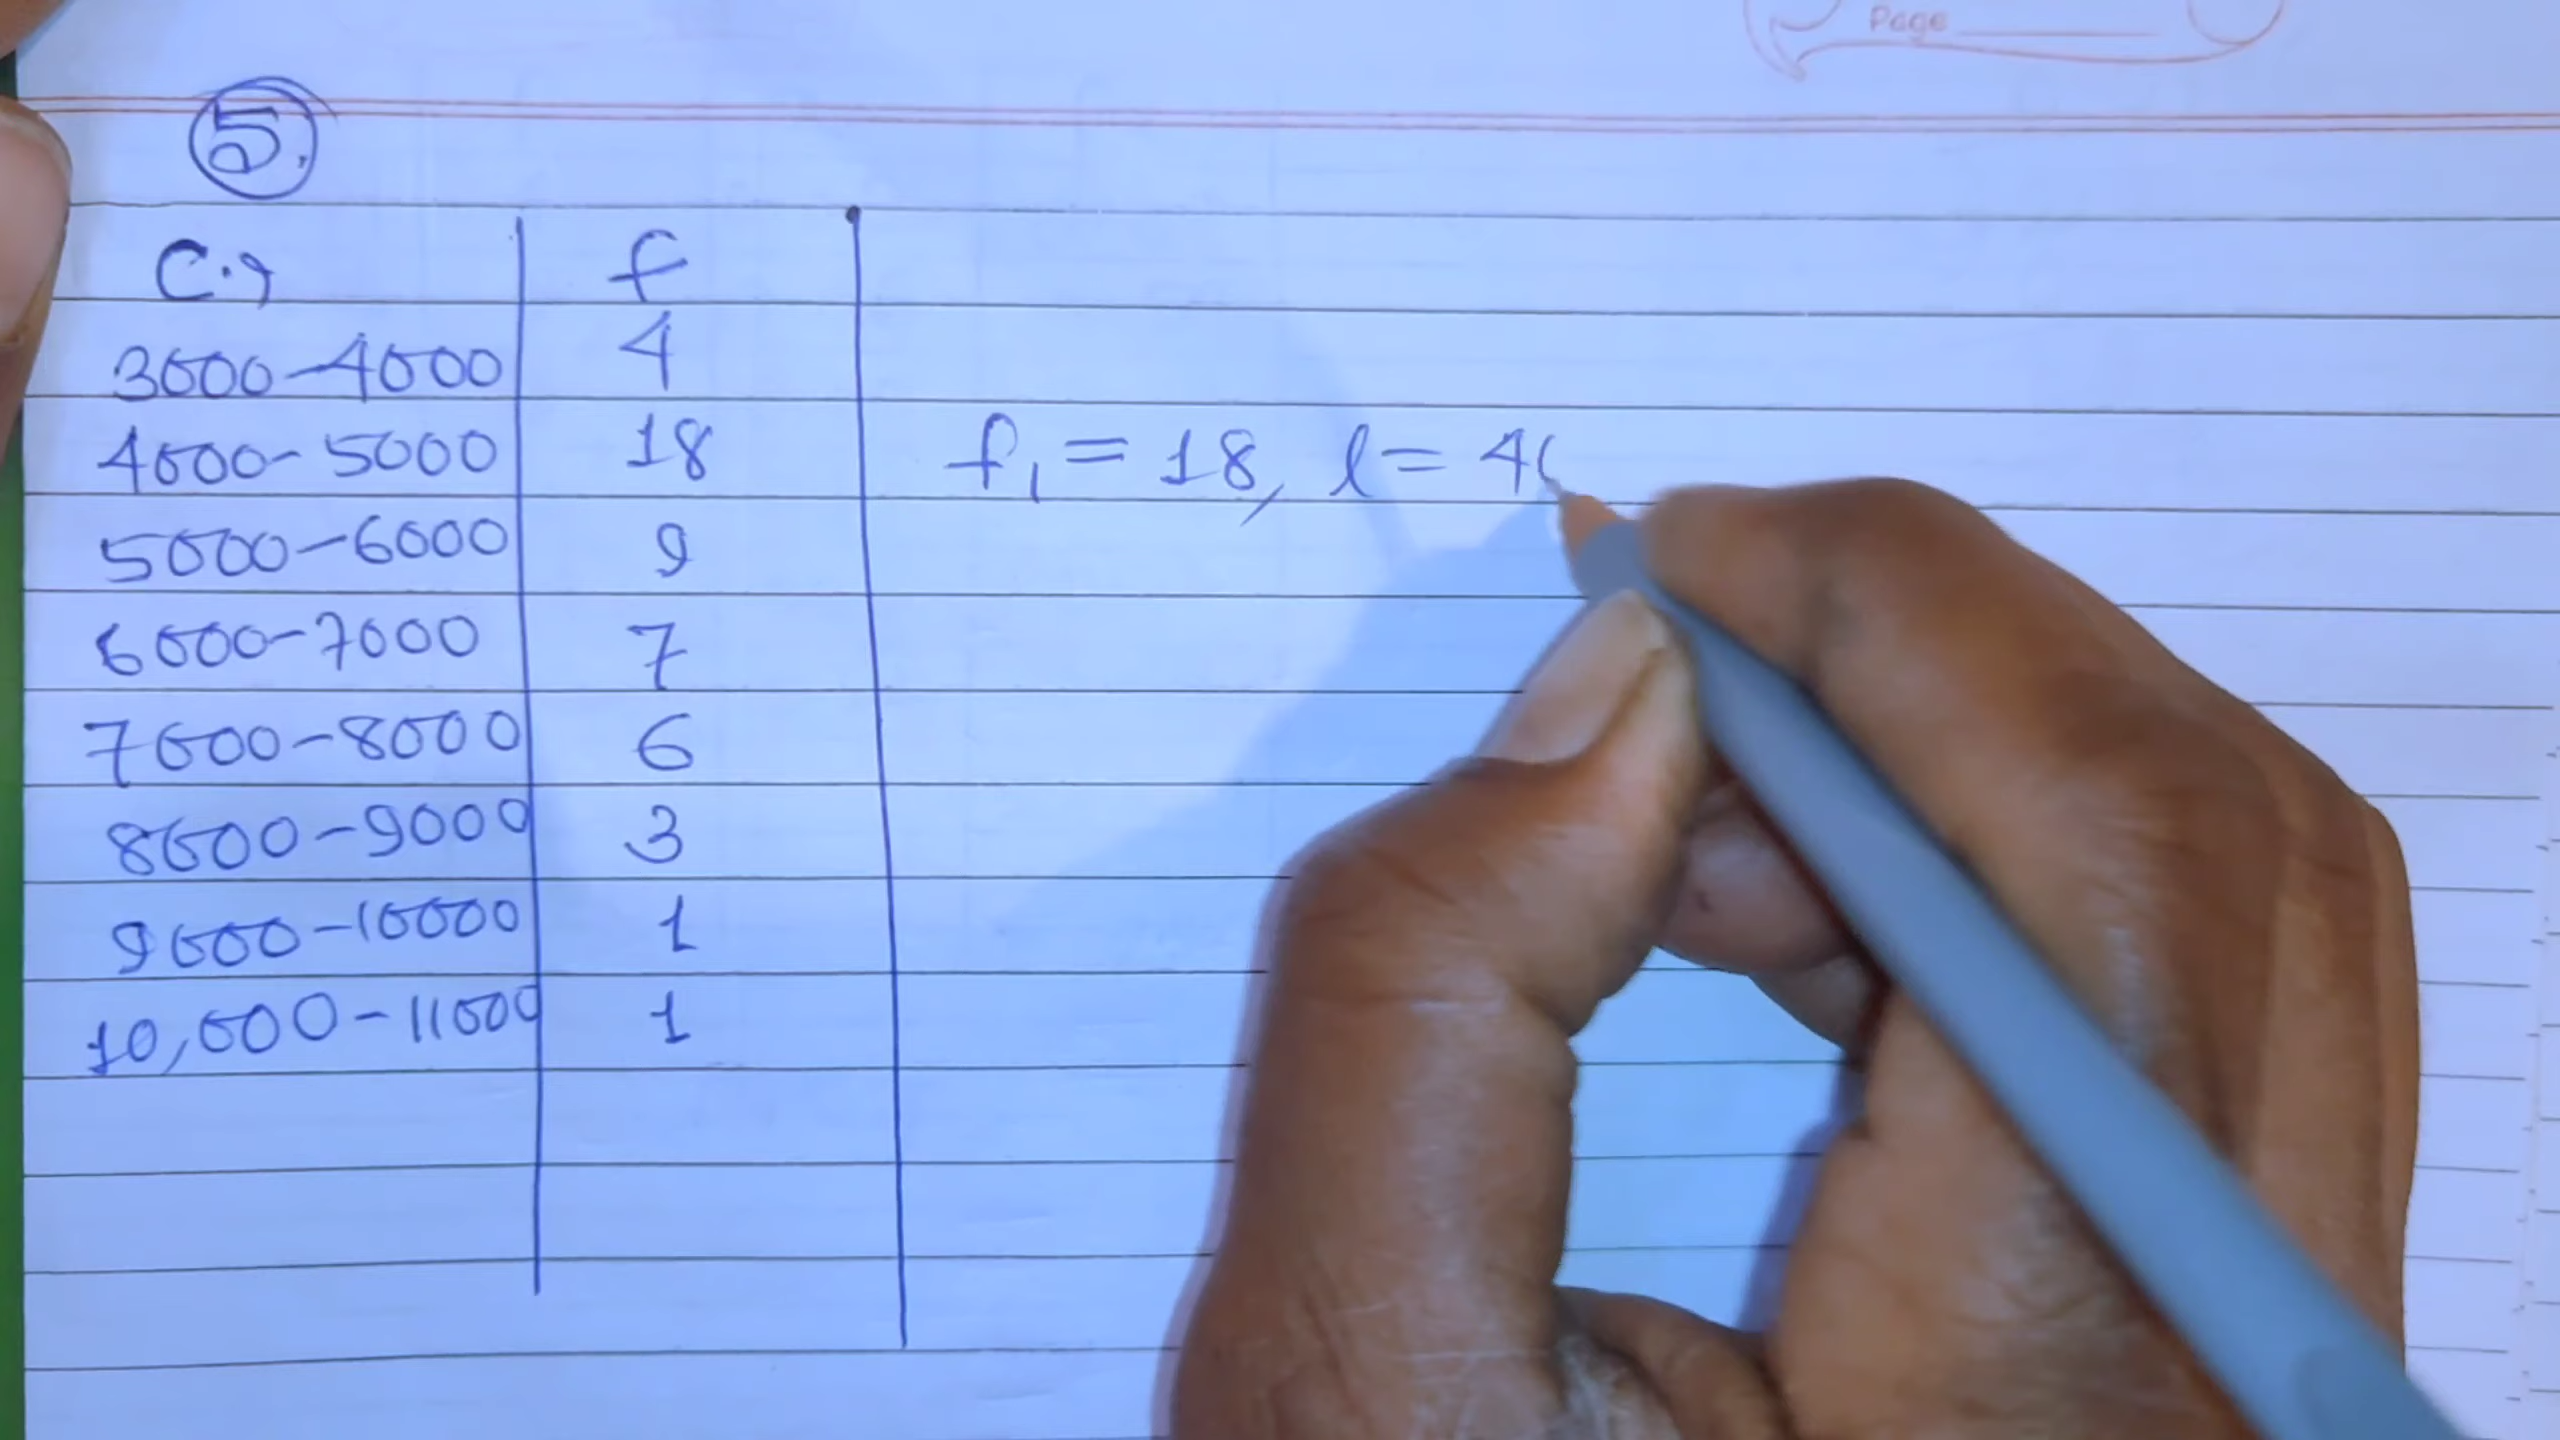 Page
5.
C.I f
3000-4000 4
4000-5000 18 f₁ = 18, l = 40
5000-6000 9
6000-7000 7
7000-8000 6
8000-9000 3
9000-10000 1
10,000-11000 1